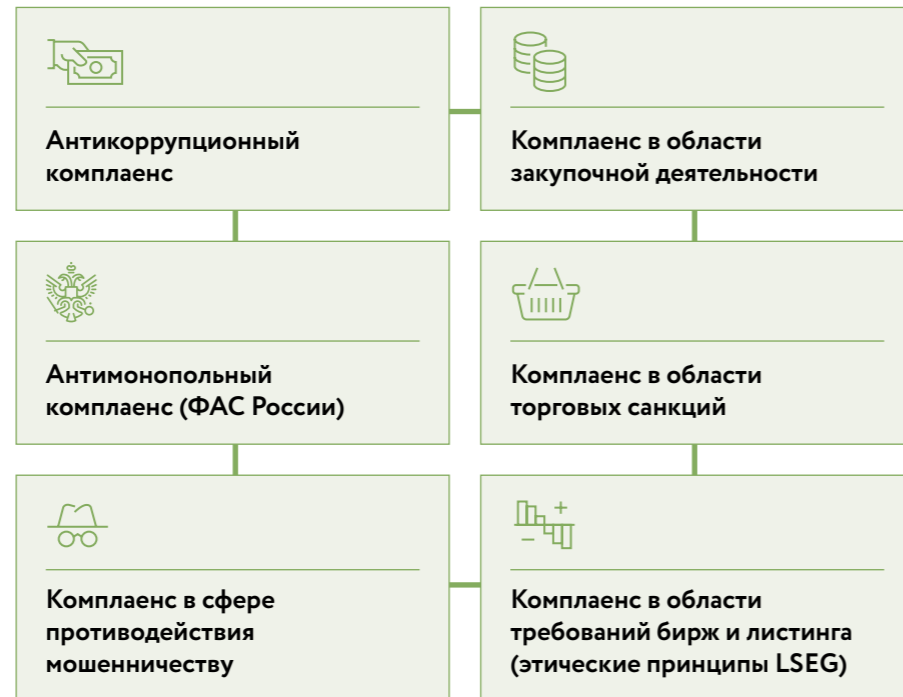 Антикоррупционный
комплаенс
Комплаенс в области
закупочной деятельности
Антимонопольный
комплаенс (ФАС России)
Комплаенс в области
торговых санкций
Комплаенс в сфере
противодействия
мошенничеству
Комплаенс в области
требований бирж и листинга
(этические принципы LSEG)